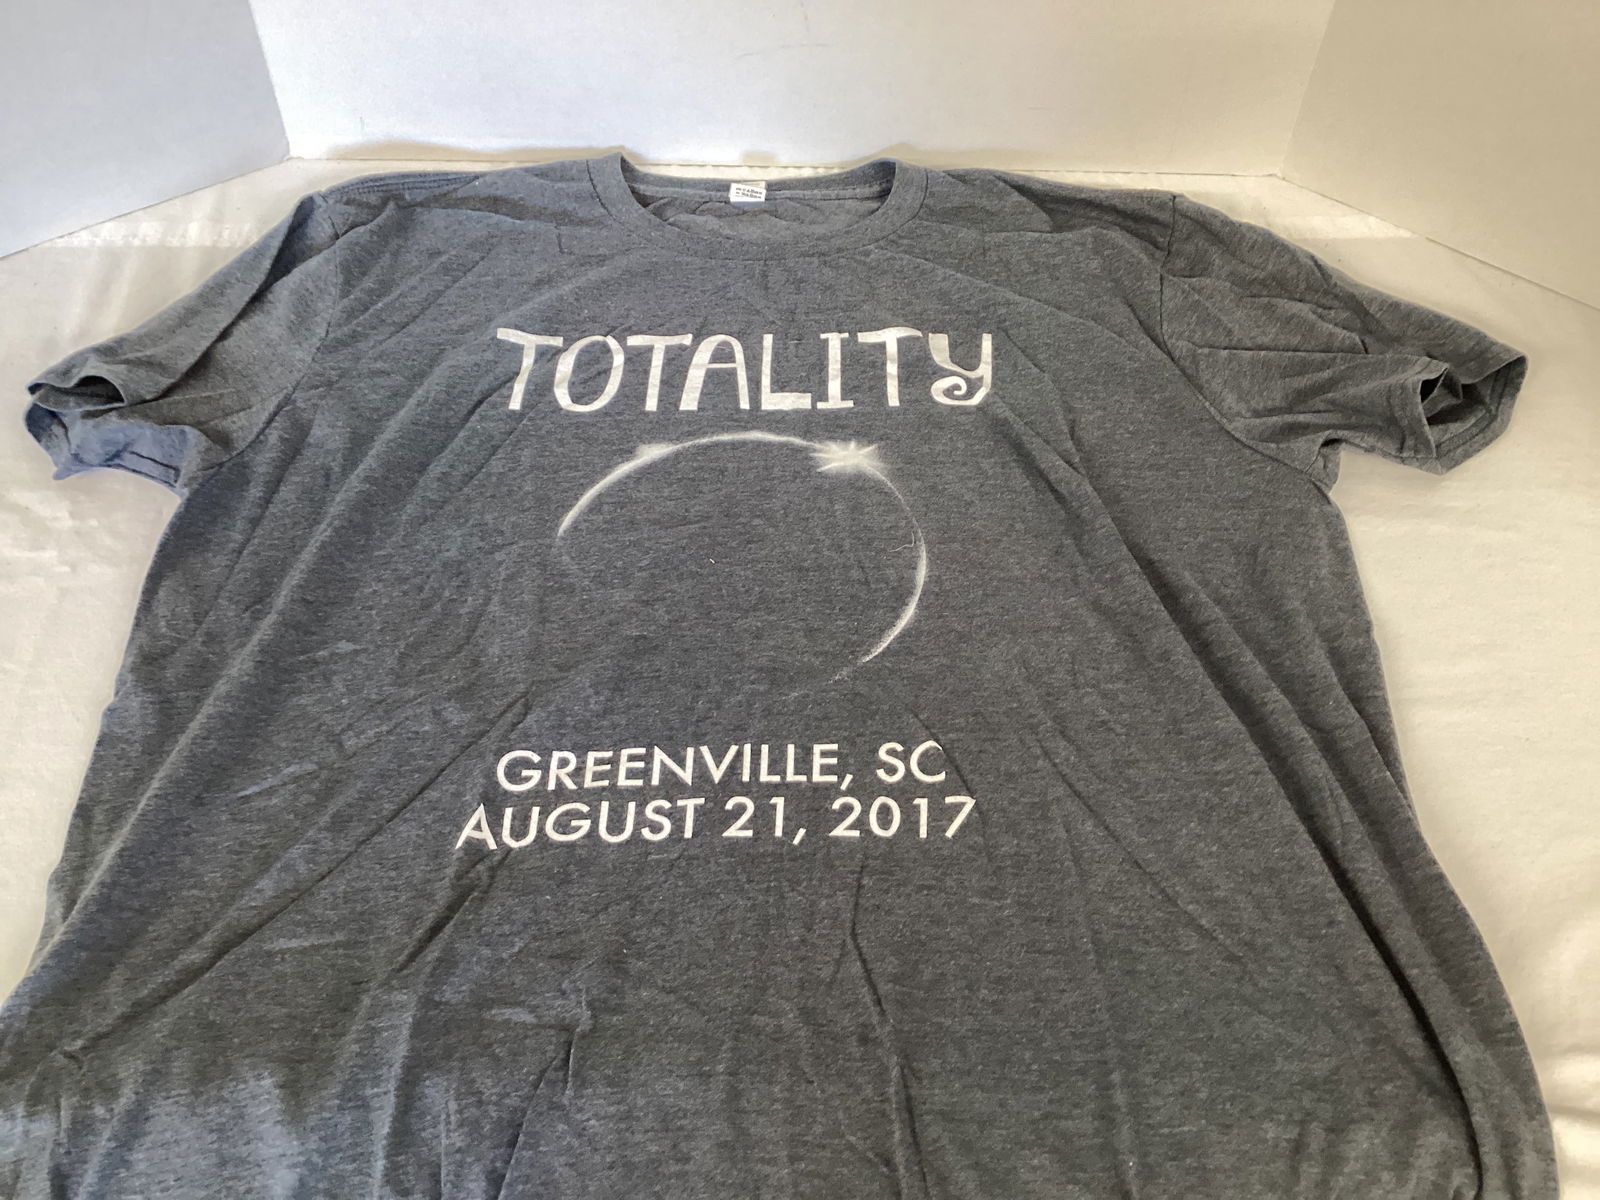 TOTALITY
GREENVILLE, SC
AUGUST 21, 2017